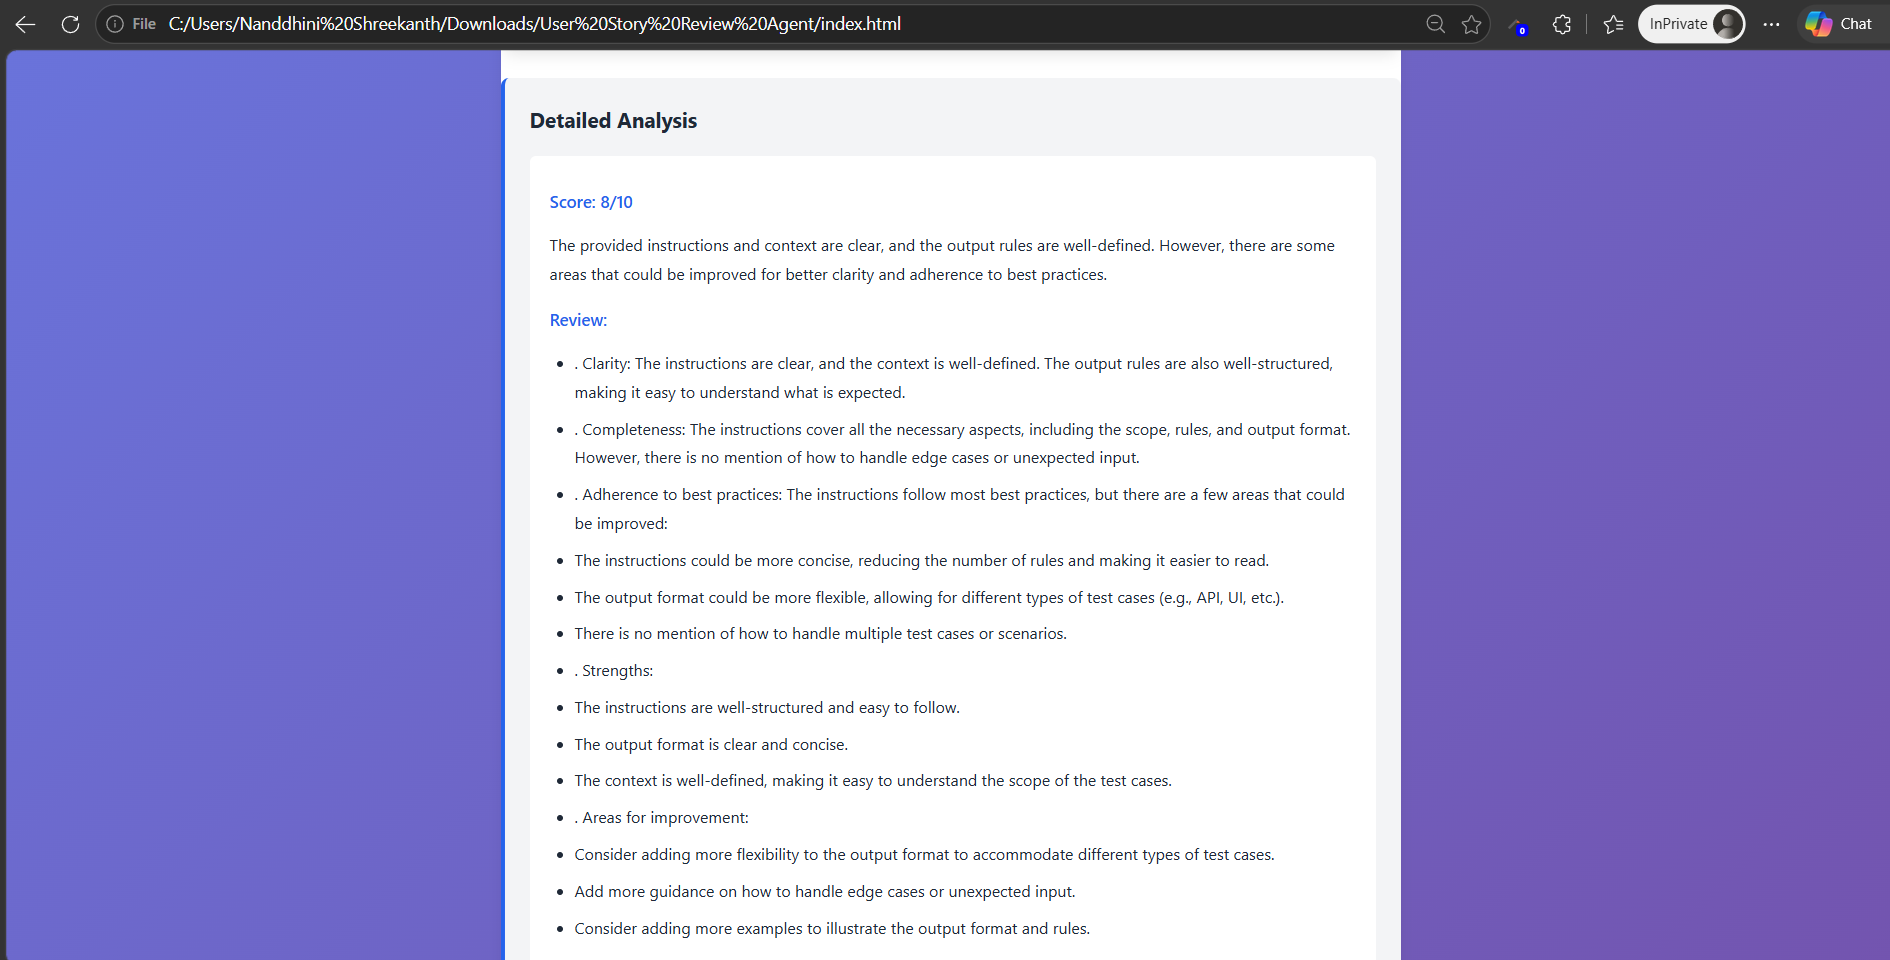 File C:/Users/Nanddhini%20Shreekanth/Downloads/User%20Story%20Review%20Agent/index.html
0
InPrivate
Chat
Detailed Analysis
Score: 8/10
The provided instructions and context are clear, and the output rules are well-defined. However, there are some
areas that could be improved for better clarity and adherence to best practices.
Review:
• . Clarity: The instructions are clear, and the context is well-defined. The output rules are also well-structured,
making it easy to understand what is expected.
• . Completeness: The instructions cover all the necessary aspects, including the scope, rules, and output format.
However, there is no mention of how to handle edge cases or unexpected input.
• . Adherence to best practices: The instructions follow most best practices, but there are a few areas that could
be improved:
• The instructions could be more concise, reducing the number of rules and making it easier to read.
• The output format could be more flexible, allowing for different types of test cases (e.g., API, UI, etc.).
• There is no mention of how to handle multiple test cases or scenarios.
• . Strengths:
• The instructions are well-structured and easy to follow.
• The output format is clear and concise.
• The context is well-defined, making it easy to understand the scope of the test cases.
• . Areas for improvement:
• Consider adding more flexibility to the output format to accommodate different types of test cases.
• Add more guidance on how to handle edge cases or unexpected input.
• Consider adding more examples to illustrate the output format and rules.